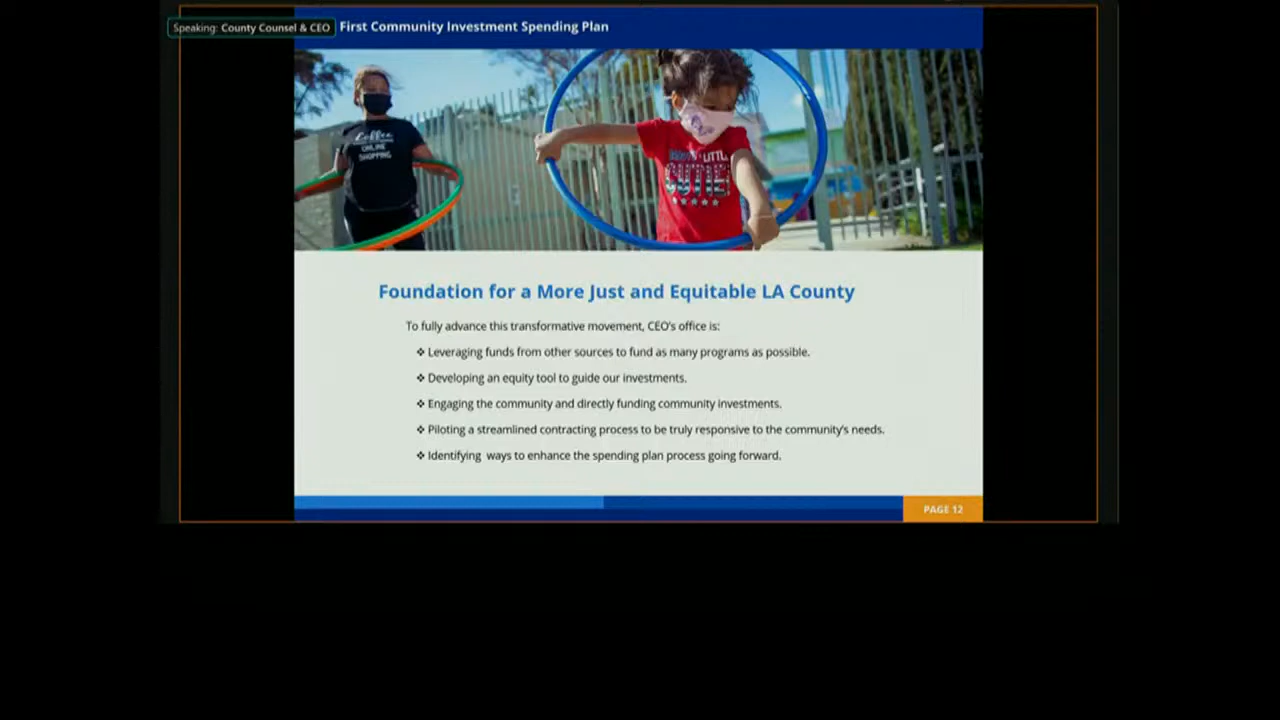 Speaking: County Counsel & CEO
First Community Investment Spending Plan
Coffee
ONLINE
SHOPPING
CUTIE
Foundation for a More Just and Equitable LA County
To fully advance this transformative movement, CEO's office is:
❖ Leveraging funds from other sources to fund as many programs as possible.
❖ Developing an equity tool to guide our investments.
❖ Engaging the community and directly funding community investments.
❖ Piloting a streamlined contracting process to be truly responsive to the community's needs.
❖ Identifying ways to enhance the spending plan process going forward.
PAGE 12